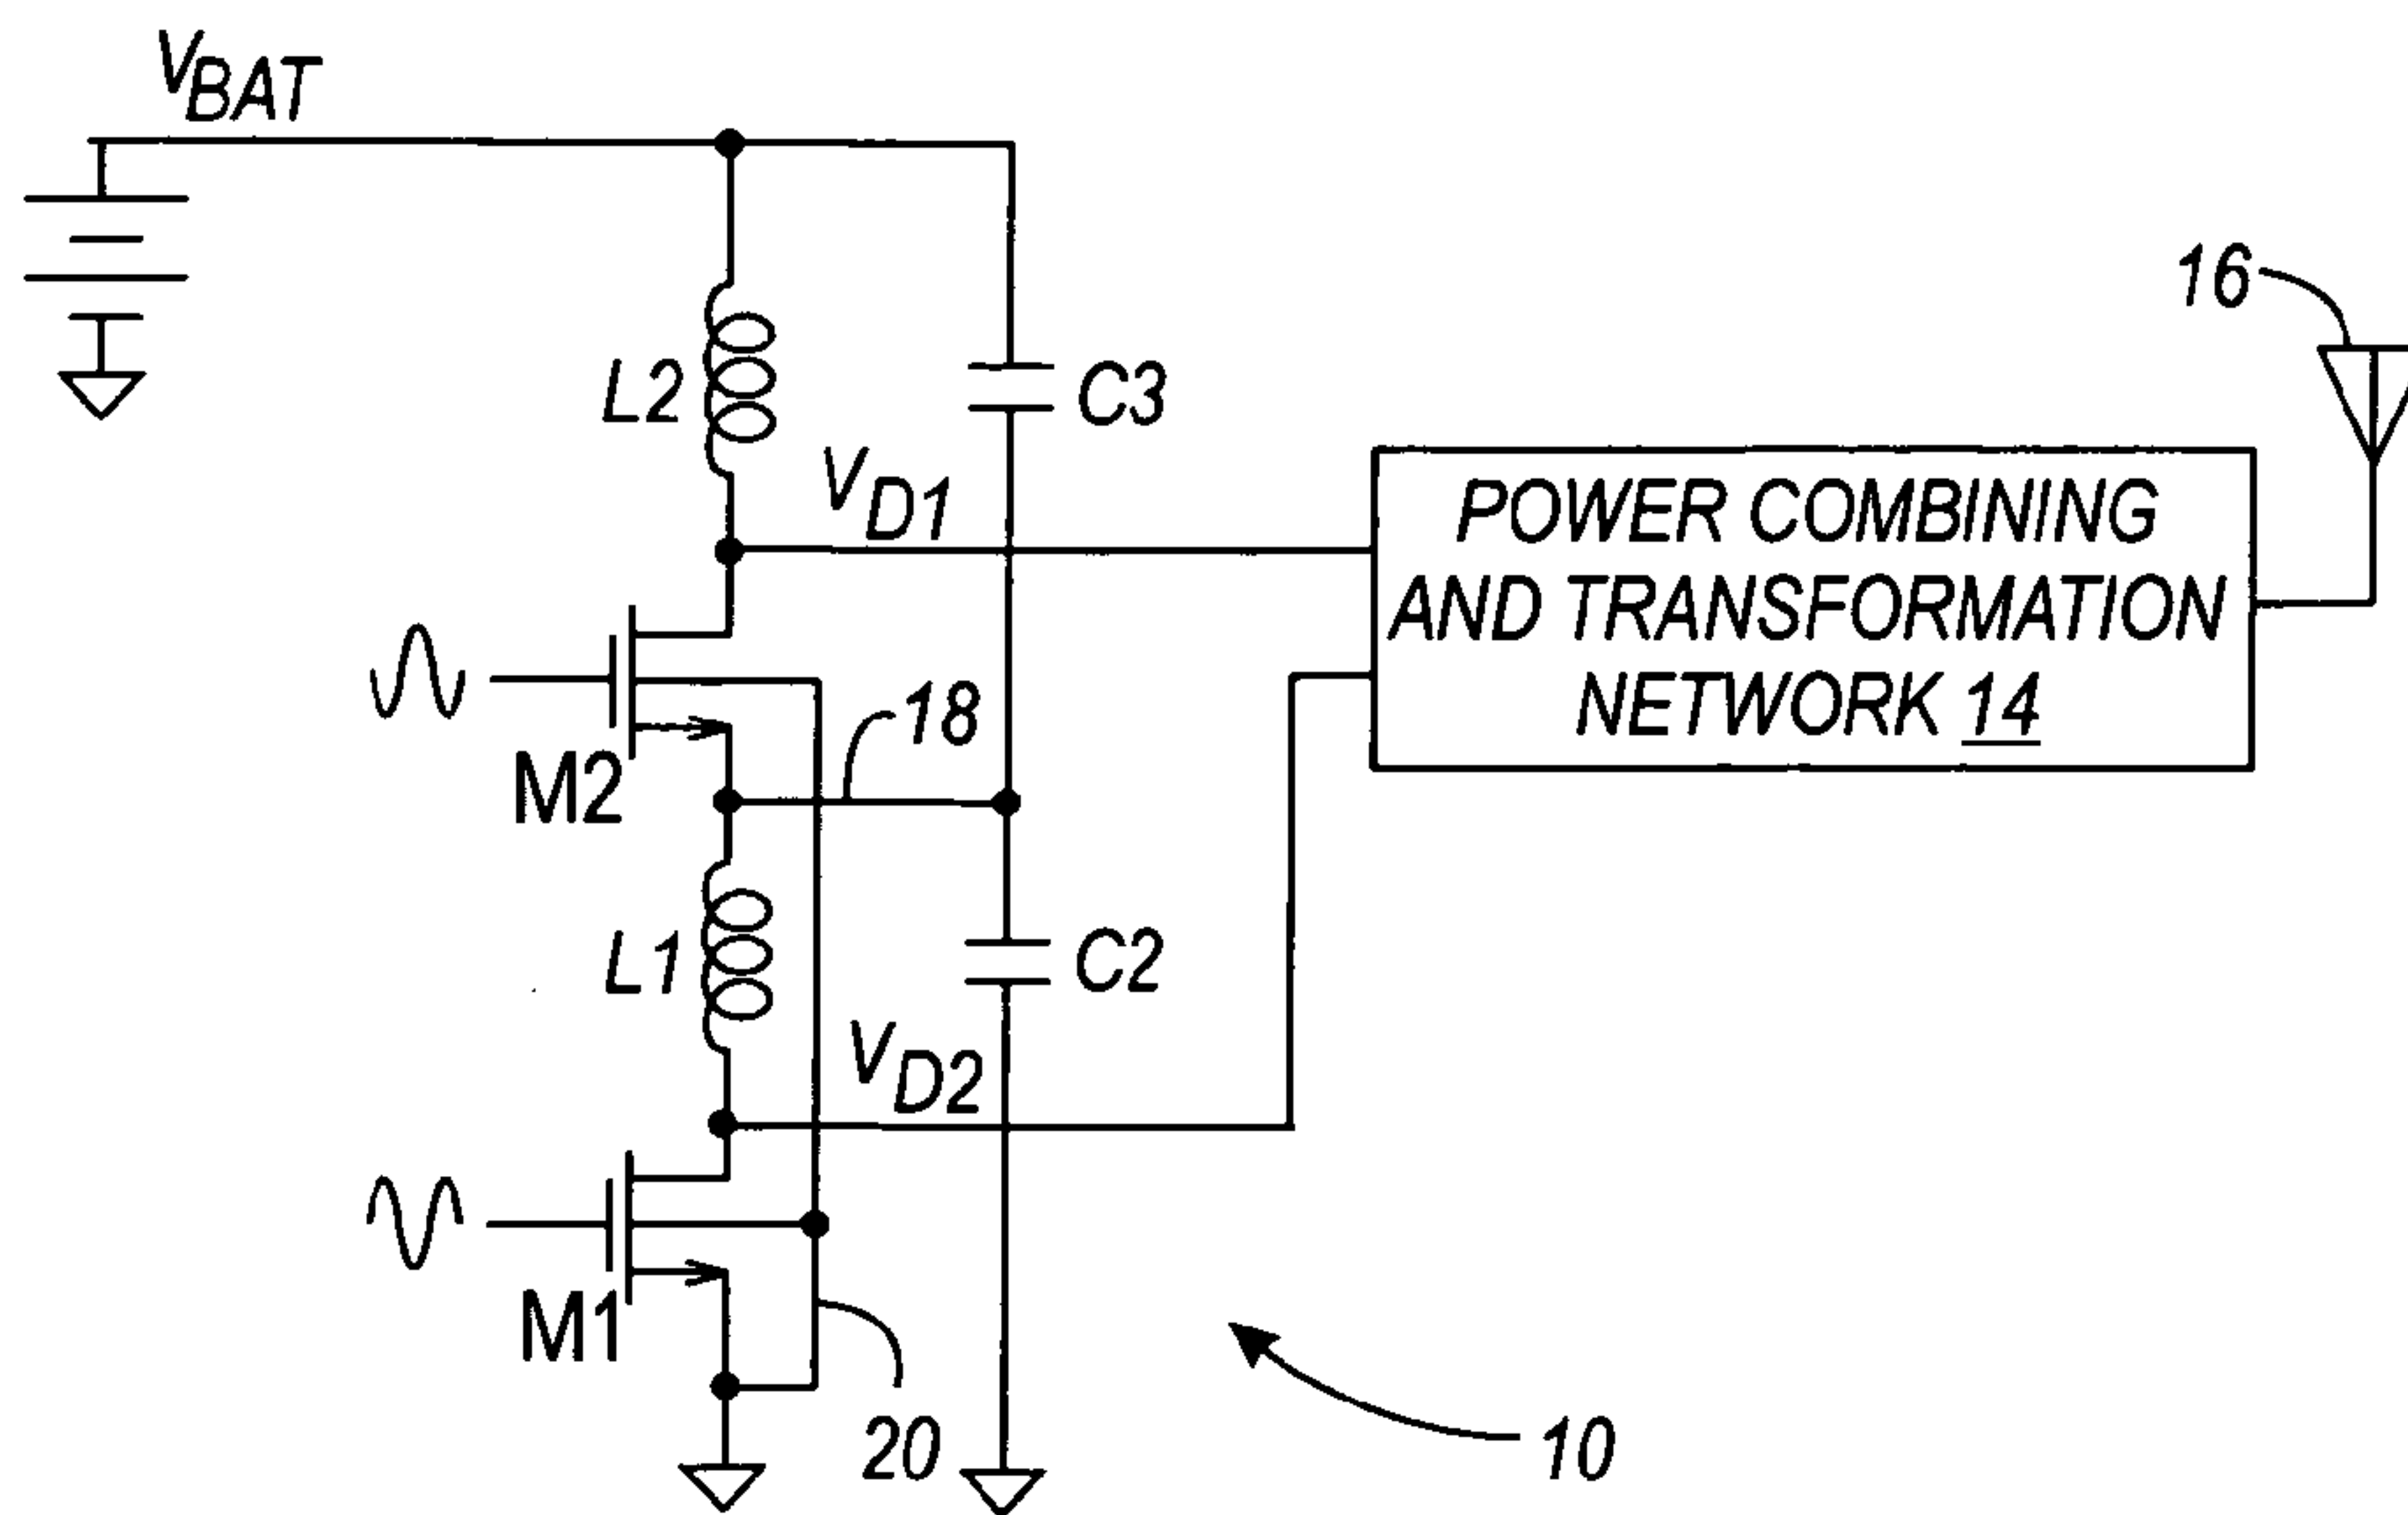 VBAT
L2
C3
VD1
16
POWER COMBINING
AND TRANSFORMATION
NETWORK 14
18
M2
L1
C2
VD2
M1
20
10